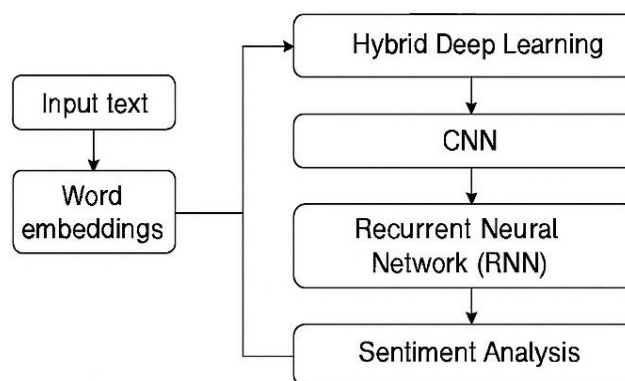 Input text
Word
embeddings
Hybrid Deep Learning
CNN
Recurrent Neural
Network (RNN)
Sentiment Analysis